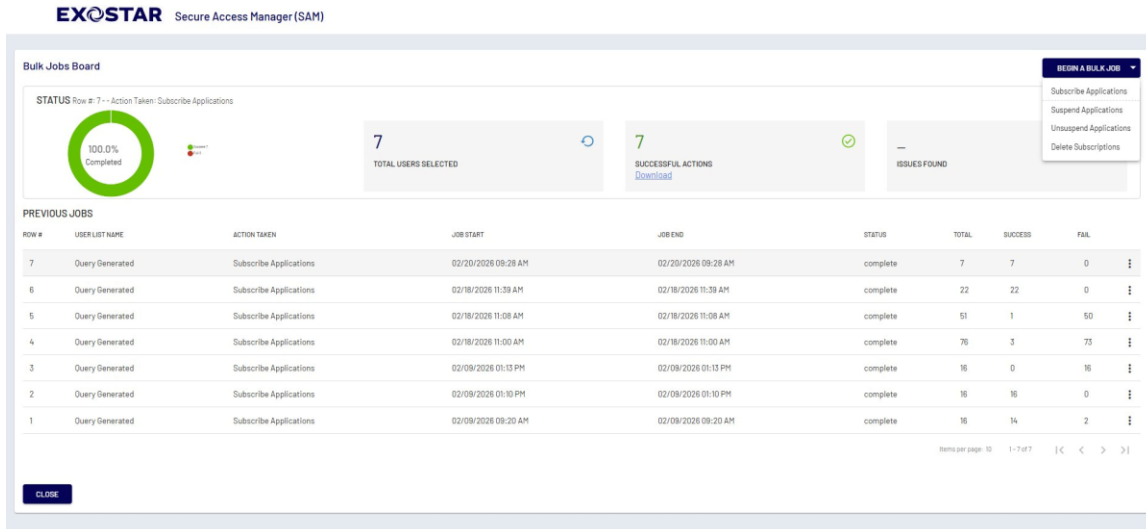 EXOSTAR Secure Access Manager (SAM)
Bulk Jobs Board
BEGIN A BULK JOB
Subscribe Applications
Suspend Applications
Unsuspend Applications
Delete Subscriptions
STATUS Row #: 7 - - Action Taken: Subscribe Applications
100.0%
Completed
7
TOTAL USERS SELECTED
7
SUCCESSFUL ACTIONS
Download
_
ISSUES FOUND
PREVIOUS JOBS
ROW # USER LIST NAME ACTION TAKEN JOB START JOB END STATUS TOTAL SUCCESS FAIL
7 Query Generated Subscribe Applications 02/20/2026 09:28 AM 02/20/2026 09:28 AM complete 7 7 0
6 Query Generated Subscribe Applications 02/18/2026 11:39 AM 02/18/2026 11:39 AM complete 22 22 0
5 Query Generated Subscribe Applications 02/18/2026 11:08 AM 02/18/2026 11:08 AM complete 51 1 50
4 Query Generated Subscribe Applications 02/18/2026 11:00 AM 02/18/2026 11:00 AM complete 76 3 73
3 Query Generated Subscribe Applications 02/09/2026 01:13 PM 02/09/2026 01:13 PM complete 16 0 16
2 Query Generated Subscribe Applications 02/09/2026 01:10 PM 02/09/2026 01:10 PM complete 16 16 0
1 Query Generated Subscribe Applications 02/09/2026 09:20 AM 02/09/2026 09:20 AM complete 16 14 2
Items per page: 10 1 - 7 of 7
CLOSE